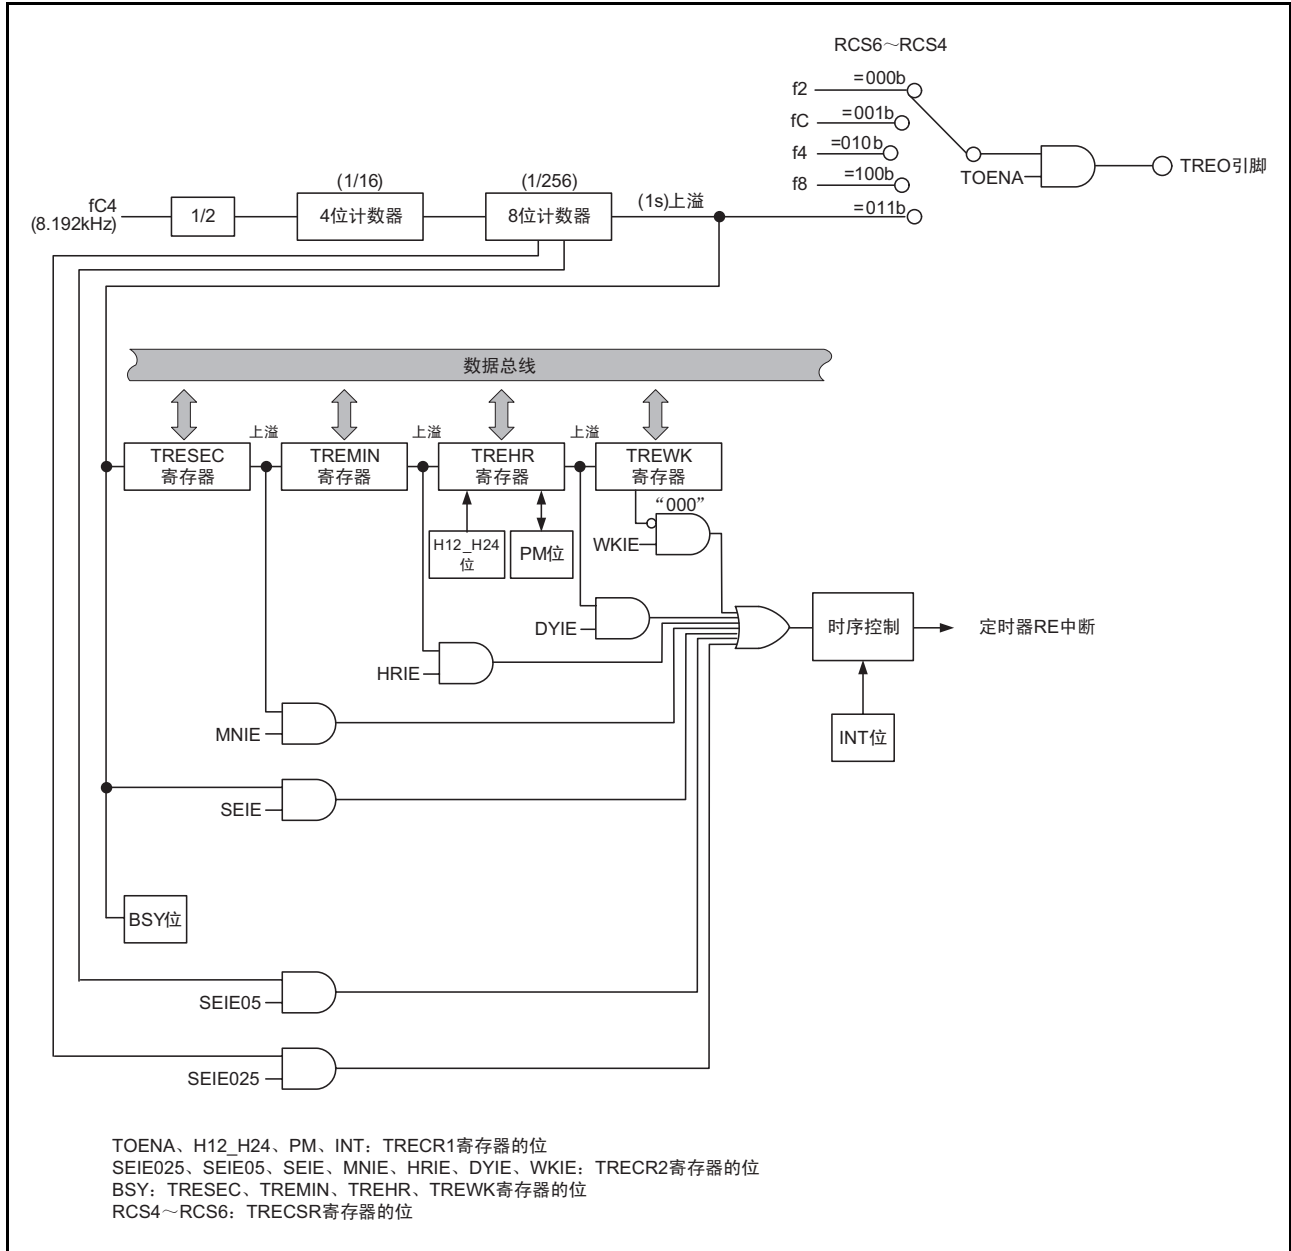 RCS6～RCS4
f2
=000b
fC
=001b
f4
=010b
f8
=100b
=011b
TOENA
TREO引脚
fC4
(8.192kHz)
1/2
(1/16)
4位计数器
(1/256)
8位计数器
(1s)上溢
数据总线
TRESEC
寄存器
上溢
TREMIN
寄存器
上溢
TREHR
寄存器
上溢
TREWK
寄存器
H12_H24
位
PM位
“000”
WKIE
DYIE
HRIE
MNIE
SEIE
时序控制
定时器RE中断
INT位
BSY位
SEIE05
SEIE025
TOENA、H12_H24、PM、INT：TRECR1寄存器的位
SEIE025、SEIE05、SEIE、MNIE、HRIE、DYIE、WKIE：TRECR2寄存器的位
BSY：TRESEC、TREMIN、TREHR、TREWK寄存器的位
RCS4～RCS6：TRECSR寄存器的位